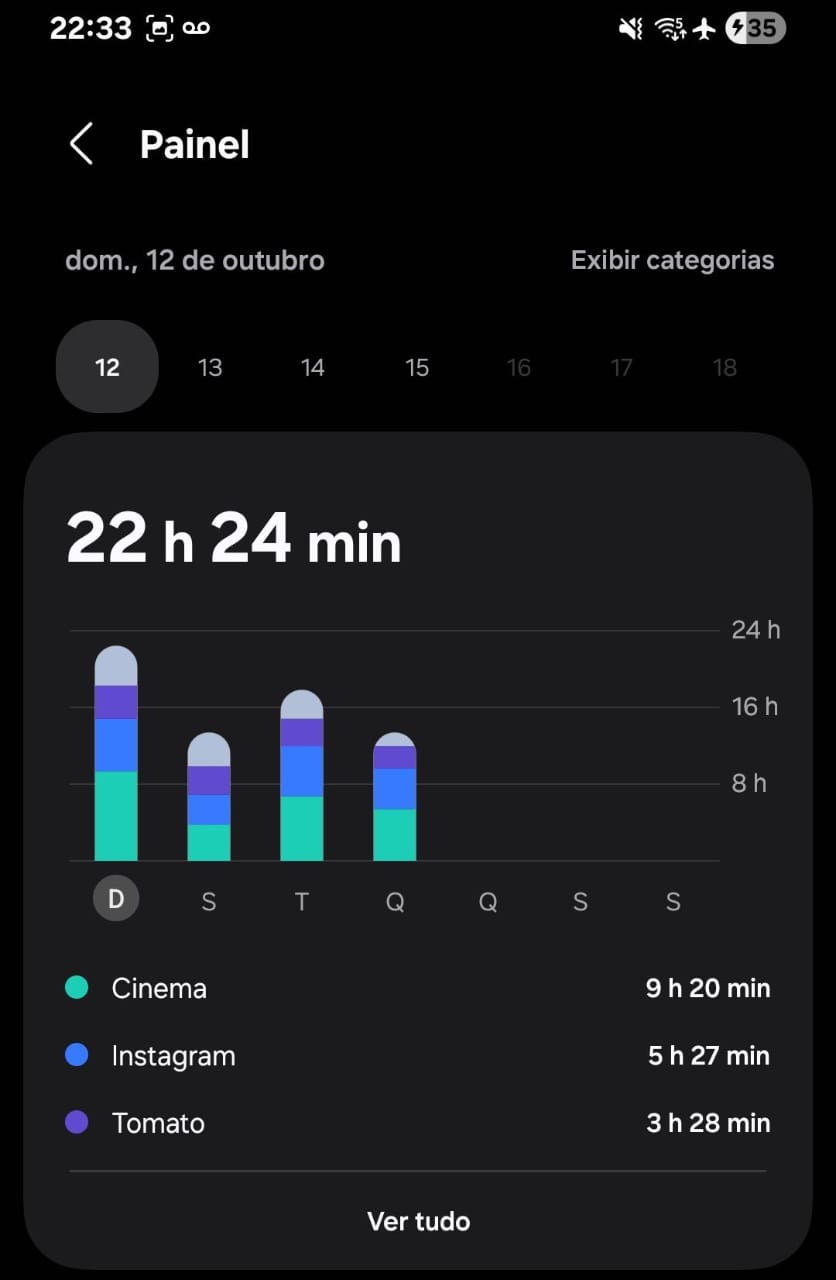 22:33 35
Painel
dom., 12 de outubro Exibir categorias
12 13 14 15 16 17 18
22 h 24 min
24 h
16 h
8 h
D S T Q Q S S
Cinema 9 h 20 min
Instagram 5 h 27 min
Tomato 3 h 28 min
Ver tudo